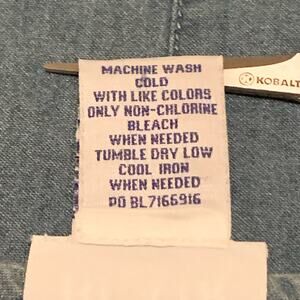 MACHINE WASH
COLD
WITH LIKE COLORS
ONLY NON-CHLORINE
BLEACH
WHEN NEEDED
TUMBLE DRY LOW
COOL IRON
WHEN NEEDED
PO BL7166916
KOBALT